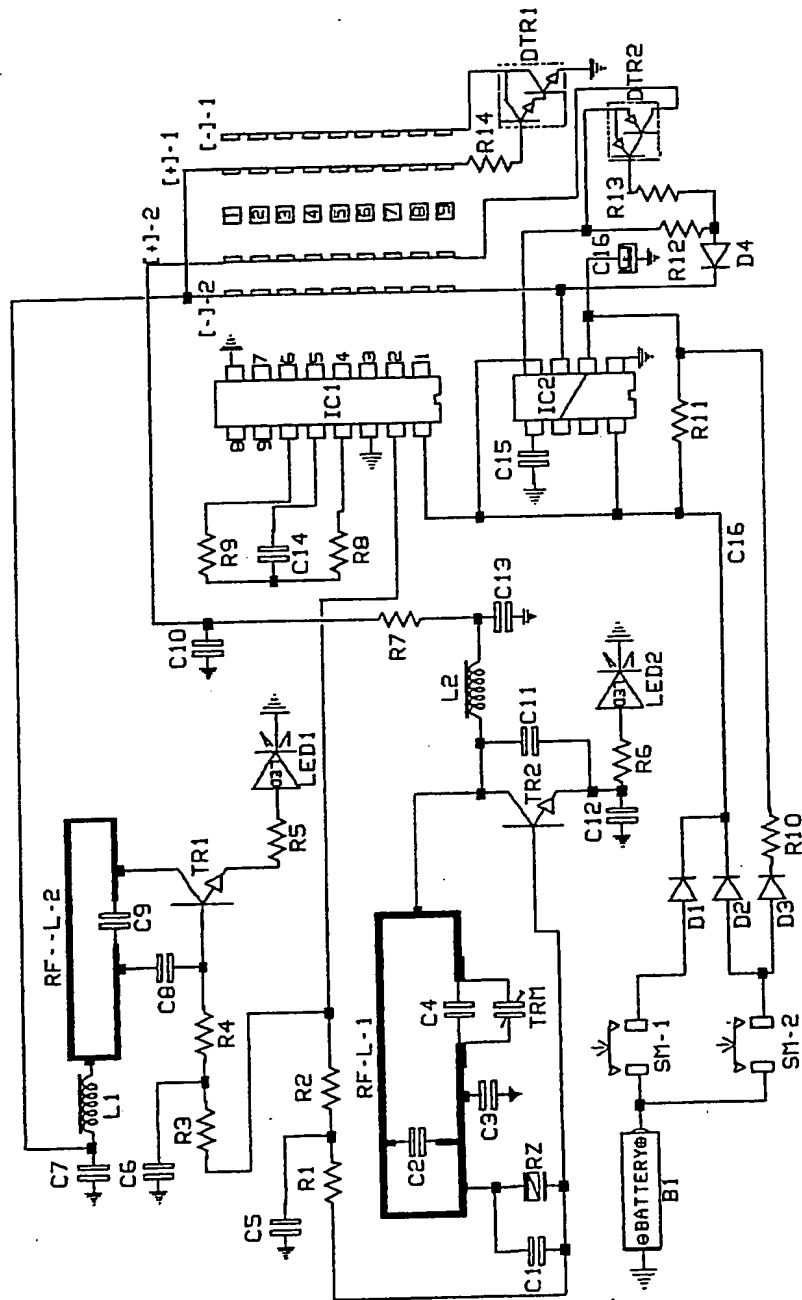 [-]-1
[+]-1
[+]-2
[-]-2
DTR1
DTR2
R14
R13
R12
D4
C16
1
2
3
4
5
6
7
8
9
IC1
7
6
5
4
3
2
1
8
9
IC2
C15
R11
R9
C14
R8
C16
C10
R7
C13
L2
C11
TR2
LED
LED2
R6
C12
LED
LED1
R5
TR1
RF--L-2
C9
C8
R4
L1
R3
C7
C6
R2
R1
C5
RF-L-1
C4
TRM
C2
C3
RZ
C1
D1
D2
D3
R10
SM-1
SM-2
⊖BATTERY⊕
B1